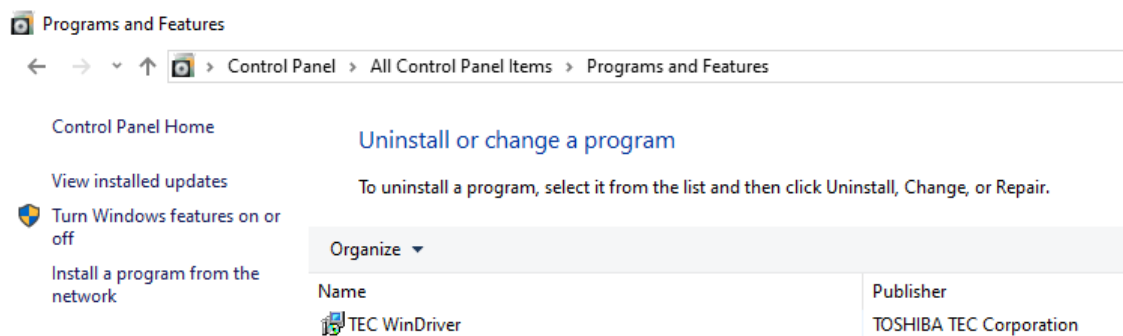 Programs and Features
Control Panel > All Control Panel Items > Programs and Features
Control Panel Home
View installed updates
Turn Windows features on or
off
Install a program from the
network
Uninstall or change a program
To uninstall a program, select it from the list and then click Uninstall, Change, or Repair.
Organize
Name Publisher
TEC WinDriver TOSHIBA TEC Corporation